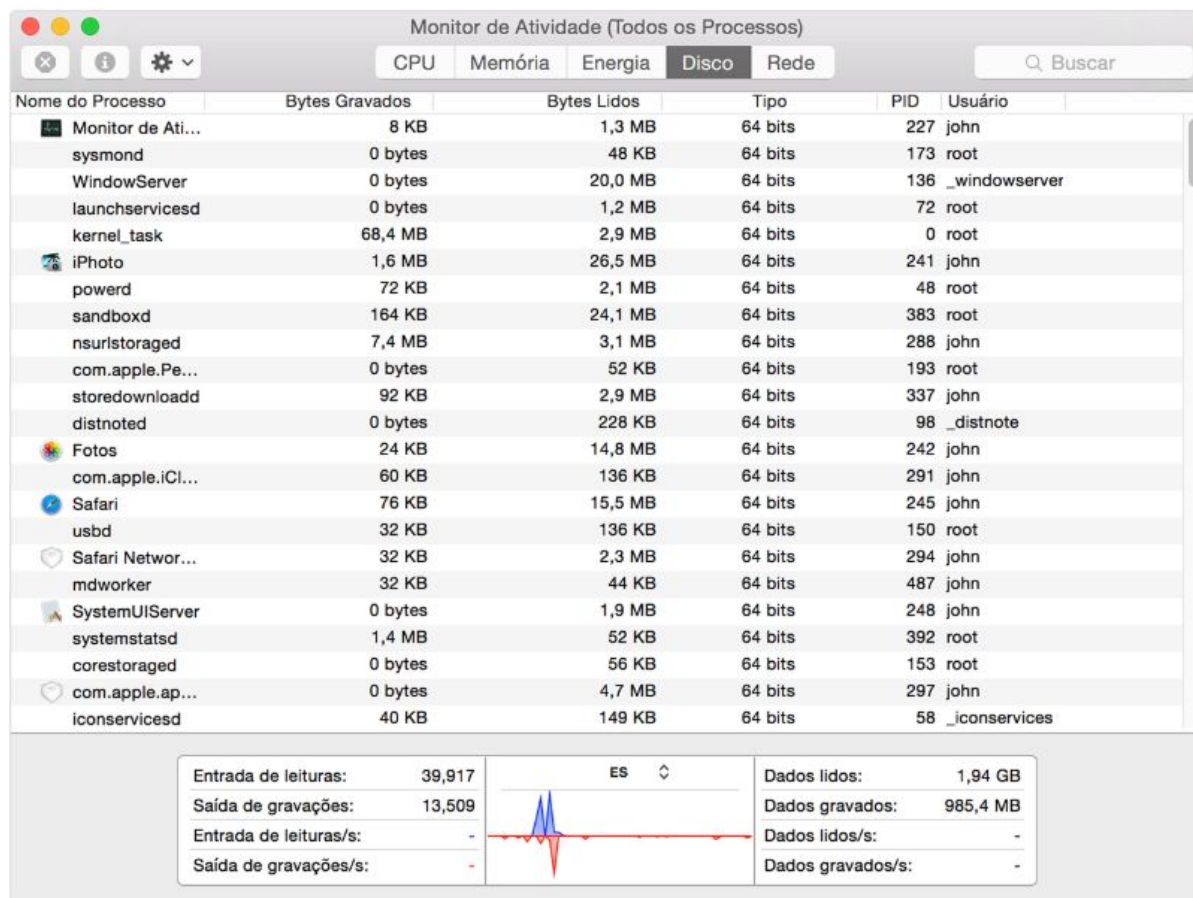 Monitor de Atividade (Todos os Processos)
CPU Memória Energia Disco Rede Buscar
Nome do Processo Bytes Gravados Bytes Lidos Tipo PID Usuário
Monitor de Ati... 8 KB 1,3 MB 64 bits 227 john
sysmond 0 bytes 48 KB 64 bits 173 root
WindowServer 0 bytes 20,0 MB 64 bits 136 _windowserver
launchservicesd 0 bytes 1,2 MB 64 bits 72 root
kernel_task 68,4 MB 2,9 MB 64 bits 0 root
iPhoto 1,6 MB 26,5 MB 64 bits 241 john
powerd 72 KB 2,1 MB 64 bits 48 root
sandboxd 164 KB 24,1 MB 64 bits 383 root
nsurlstoraged 7,4 MB 3,1 MB 64 bits 288 john
com.apple.Pe... 0 bytes 52 KB 64 bits 193 root
storedownloadd 92 KB 2,9 MB 64 bits 337 john
distnoted 0 bytes 228 KB 64 bits 98 _distnote
Fotos 24 KB 14,8 MB 64 bits 242 john
com.apple.iCl... 60 KB 136 KB 64 bits 291 john
Safari 76 KB 15,5 MB 64 bits 245 john
usbd 32 KB 136 KB 64 bits 150 root
Safari Networ... 32 KB 2,3 MB 64 bits 294 john
mdworker 32 KB 44 KB 64 bits 487 john
SystemUIServer 0 bytes 1,9 MB 64 bits 248 john
systemstatsd 1,4 MB 52 KB 64 bits 392 root
corestoraged 0 bytes 56 KB 64 bits 153 root
com.apple.ap... 0 bytes 4,7 MB 64 bits 297 john
iconservicesd 40 KB 149 KB 64 bits 58 _iconservices
Entrada de leituras: 39,917 ES Dados lidos: 1,94 GB
Saída de gravações: 13,509 Dados gravados: 985,4 MB
Entrada de leituras/s: - Dados lidos/s: -
Saída de gravações/s: - Dados gravados/s: -